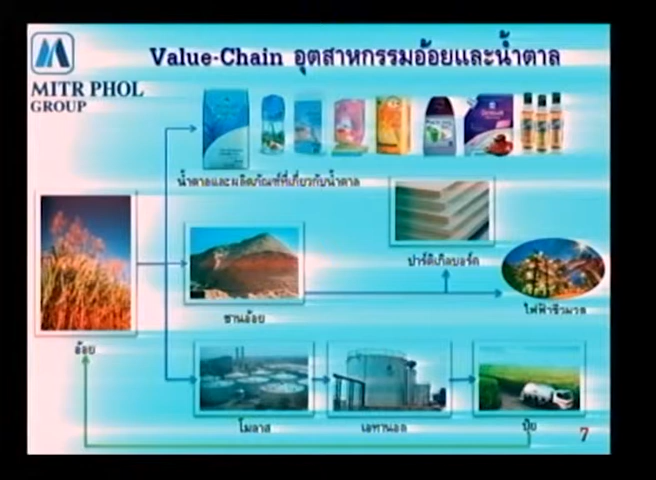 Value-Chain อุตสาหกรรมอ้อยและน้ำตาล
MITR PHOL
GROUP
น้ำตาลและผลิตภัณฑ์ที่เกี่ยวกับน้ำตาล
ปาร์ติเกิลบอร์ด
ไฟฟ้าชีวมวล
ชานอ้อย
อ้อย
โมลาส
เอทานอล
ปุ๋ย
7